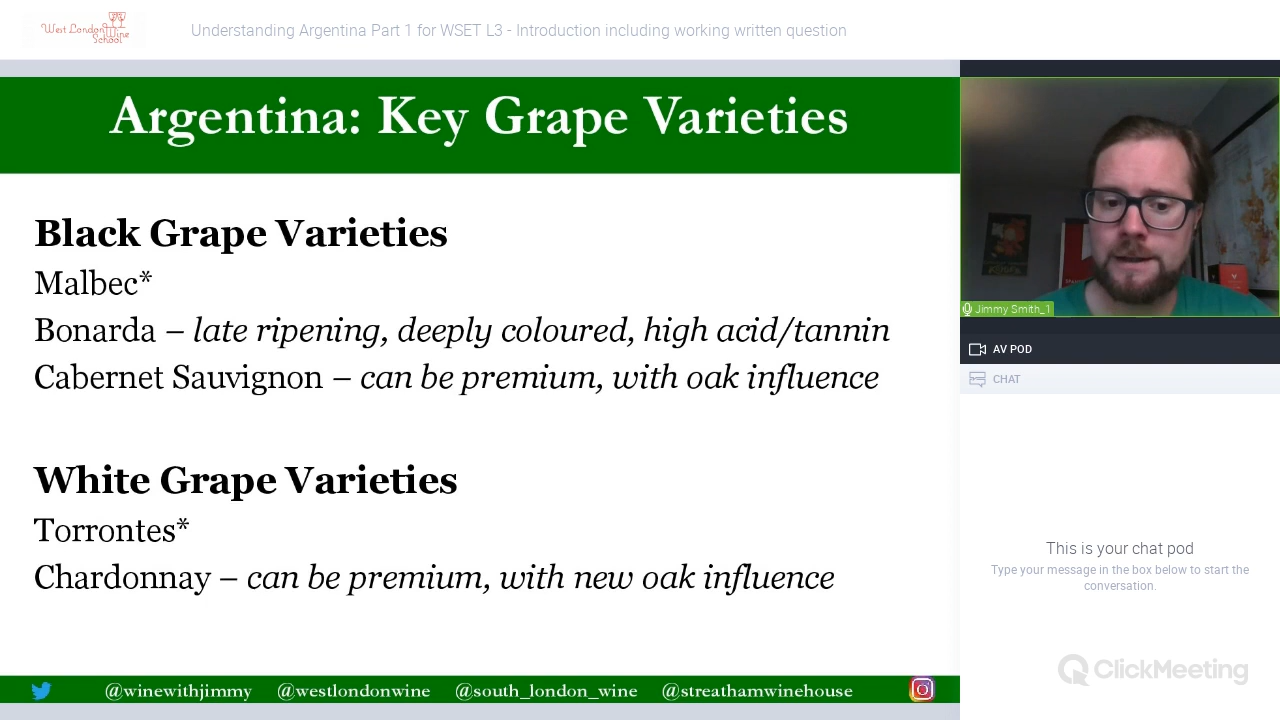 West London
Wine
School
Understanding Argentina Part 1 for WSET L3 - Introduction including working written question
Argentina: Key Grape Varieties
Black Grape Varieties
Malbec*
Bonarda – late ripening, deeply coloured, high acid/tannin
Cabernet Sauvignon – can be premium, with oak influence
White Grape Varieties
Torrontes*
Chardonnay – can be premium, with new oak influence
@winewithjimmy @westlondonwine @south_london_wine @streathamwinehouse
Jimmy Smith_1
AV POD
CHAT
This is your chat pod
Type your message in the box below to start the
conversation.
ClickMeeting